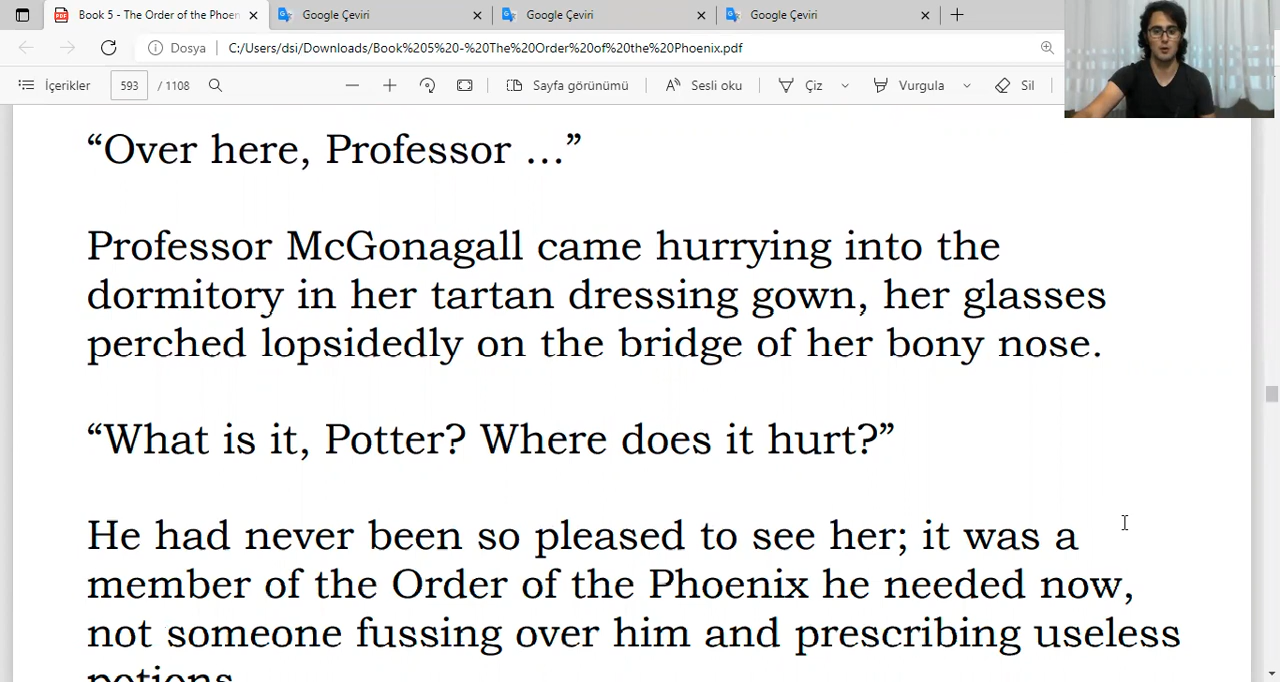 Book 5 - The Order of the Phoen
Google Çeviri
Google Çeviri
Google Çeviri
Dosya
C:/Users/dsi/Downloads/Book%205%20-%20The%20Order%20of%20the%20Phoenix.pdf
İçerikler
593 / 1108
Sayfa görünümü
Sesli oku
Çiz
Vurgula
Sil
“Over here, Professor ...”
Professor McGonagall came hurrying into the
dormitory in her tartan dressing gown, her glasses
perched lopsidedly on the bridge of her bony nose.
“What is it, Potter? Where does it hurt?”
He had never been so pleased to see her; it was a
member of the Order of the Phoenix he needed now,
not someone fussing over him and prescribing useless
potions.